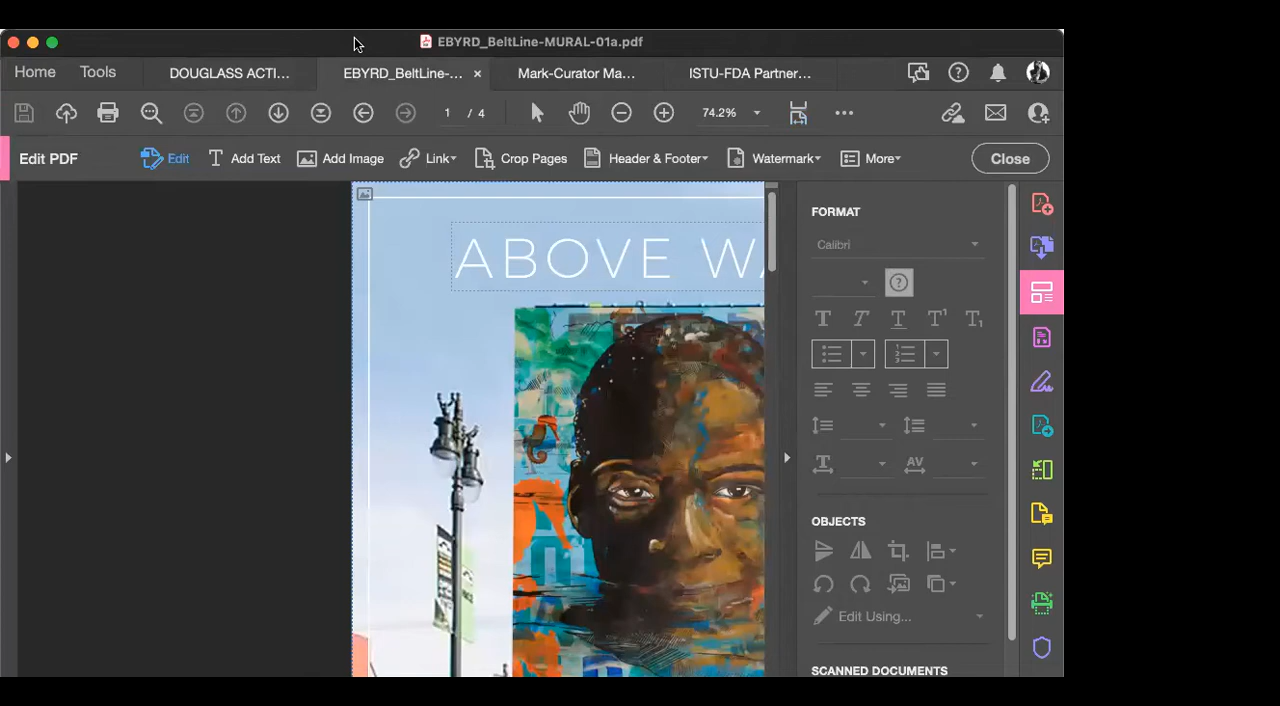 EBYRD_BeltLine-MURAL-01a.pdf
Home Tools DOUGLASS ACTI... EBYRD_BeltLine-... × Mark-Curator Ma... ISTU-FDA Partner...
1 / 4 74.2%
Edit PDF Edit Add Text Add Image Link Crop Pages Header & Footer Watermark More Close
ABOVE WA
FORMAT
Calibri
OBJECTS
Edit Using...
SCANNED DOCUMENTS